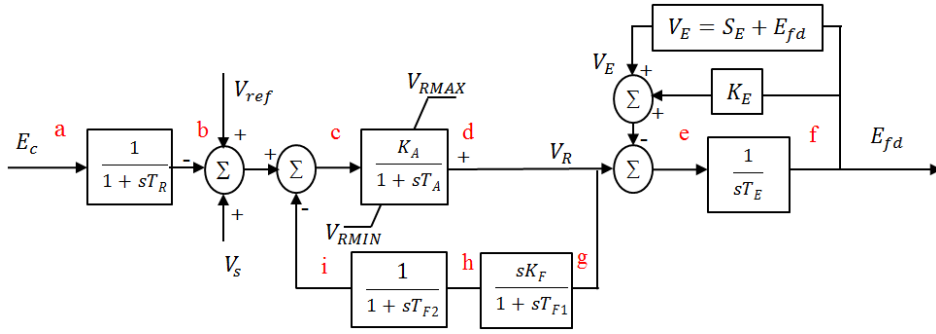 V_E = S_E + E_fd
V_E
+
V_RMAX
V_ref
Σ
+
K_E
E_c
a
b
+
c
K_A / 1 + sT_A
d
-
e
f
E_fd
1 / 1 + sT_R
-
Σ
+
Σ
+
V_R
Σ
1 / sT_E
+
-
V_RMIN
V_s
i
1 / 1 + sT_F2
h
sK_F / 1 + sT_F1
g